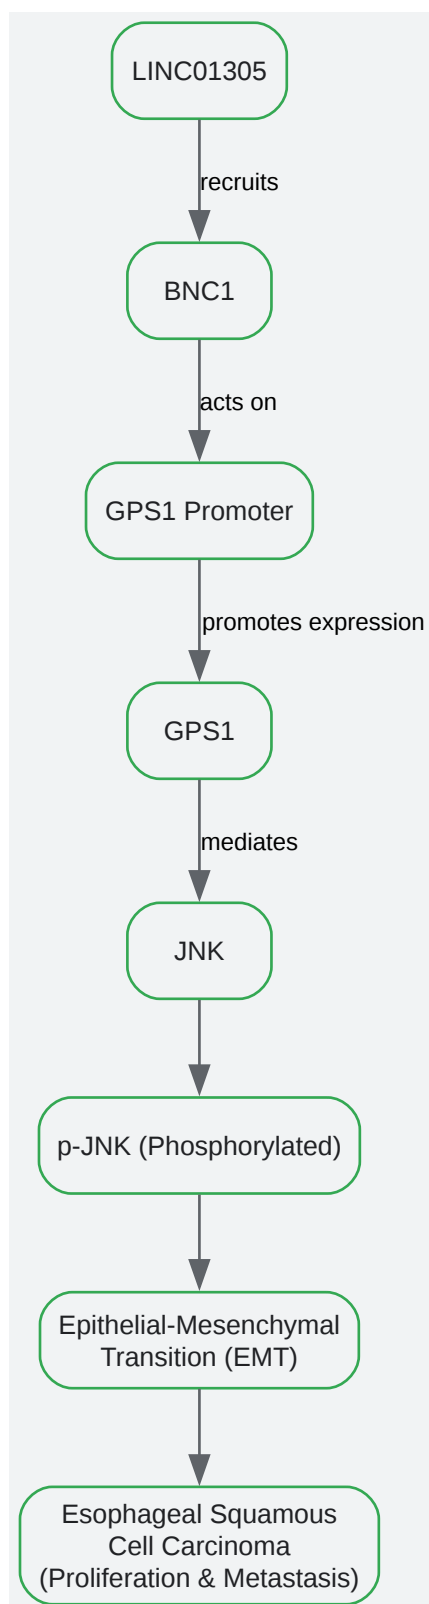 LINC01305
recruits
BNC1
acts on
GPS1 Promoter
promotes expression
GPS1
mediates
JNK
p-JNK (Phosphorylated)
Epithelial-Mesenchymal
Transition (EMT)
Esophageal Squamous
Cell Carcinoma
(Proliferation & Metastasis)